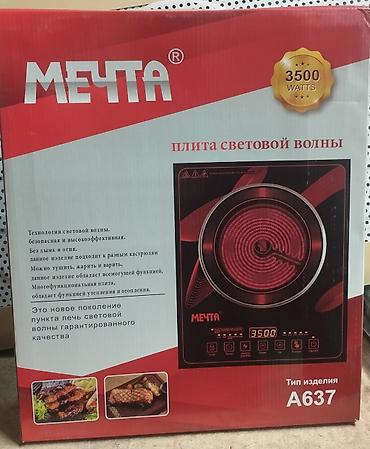 МЕЧТА®
3500
WATTS
ПЛИТА СВЕТОВОЙ ВОЛНЫ
Технология световой волны.
безопасная и высокоэффективная.
Без дыма и огня.
данное изделие подходит к разным кастрюлям
Можно тушить, жарить и варить.
данное изделие обладает всемогущей функцией,
Многофункциональная плита,
обладает функцией утепления и отопления.
Это новое поколение
пункта печь световой
волны гарантированного
качества
МЕЧТА
3500
Тип изделия
A637